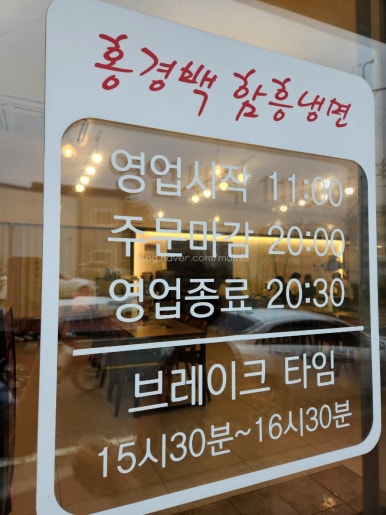 홍경백 함흥냉면
영업시작 11:00
주문마감 20:00
영업종료 20:30
브레이크 타임
15시30분~16시30분